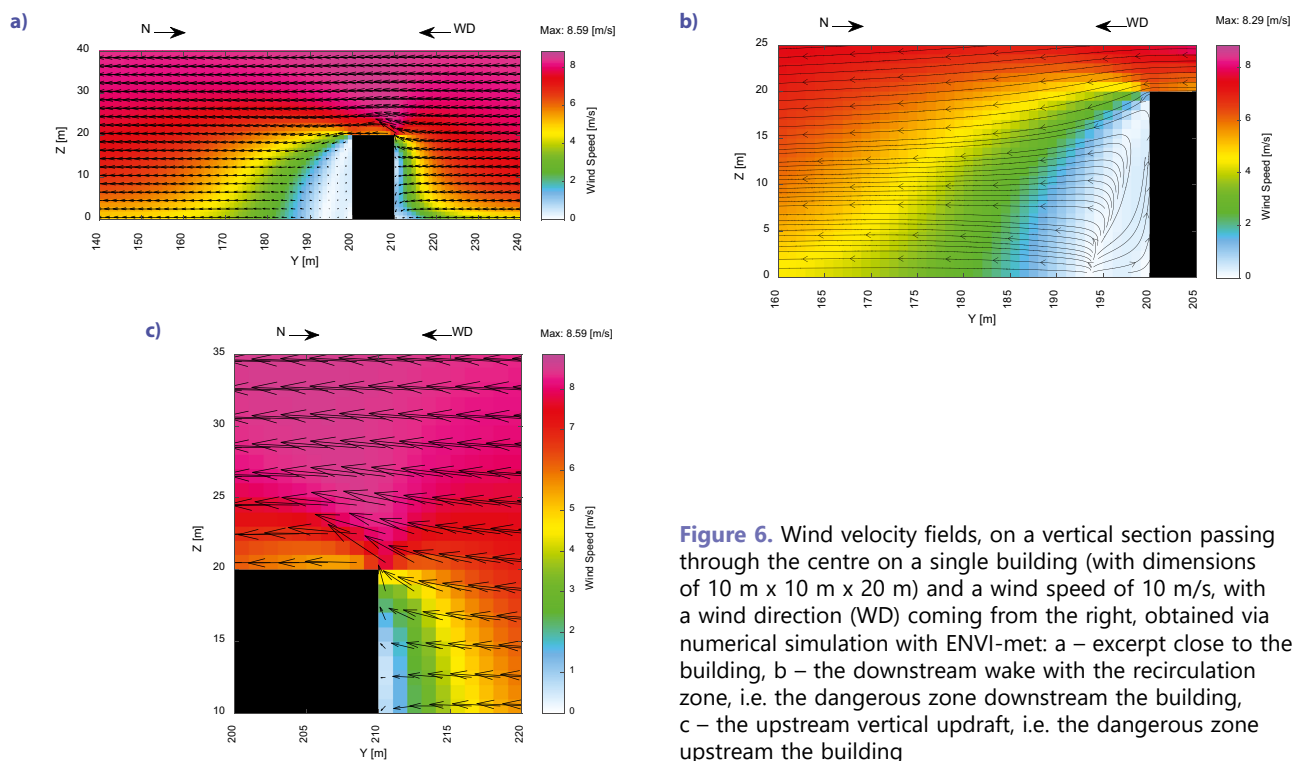 a)
N
WD
Max: 8.59 [m/s]
40
30
20
10
0
Z [m]
140
150
160
170
180
190
200
210
220
230
240
Y [m]
8
6
4
2
0
Wind Speed [m/s]
b)
N
WD
Max: 8.29 [m/s]
25
20
15
10
5
0
Z [m]
160
165
170
175
180
185
190
195
200
205
Y [m]
8
6
4
2
0
Wind Speed [m/s]
c)
N
WD
Max: 8.59 [m/s]
35
30
25
20
15
10
Z [m]
200
205
210
215
220
Y [m]
8
7
6
5
4
3
2
1
0
Wind Speed [m/s]
Figure 6. Wind velocity fields, on a vertical section passing
through the centre on a single building (with dimensions
of 10 m x 10 m x 20 m) and a wind speed of 10 m/s, with
a wind direction (WD) coming from the right, obtained via
numerical simulation with ENVI-met: a – excerpt close to the
building, b – the downstream wake with the recirculation
zone, i.e. the dangerous zone downstream the building,
c – the upstream vertical updraft, i.e. the dangerous zone
upstream the building